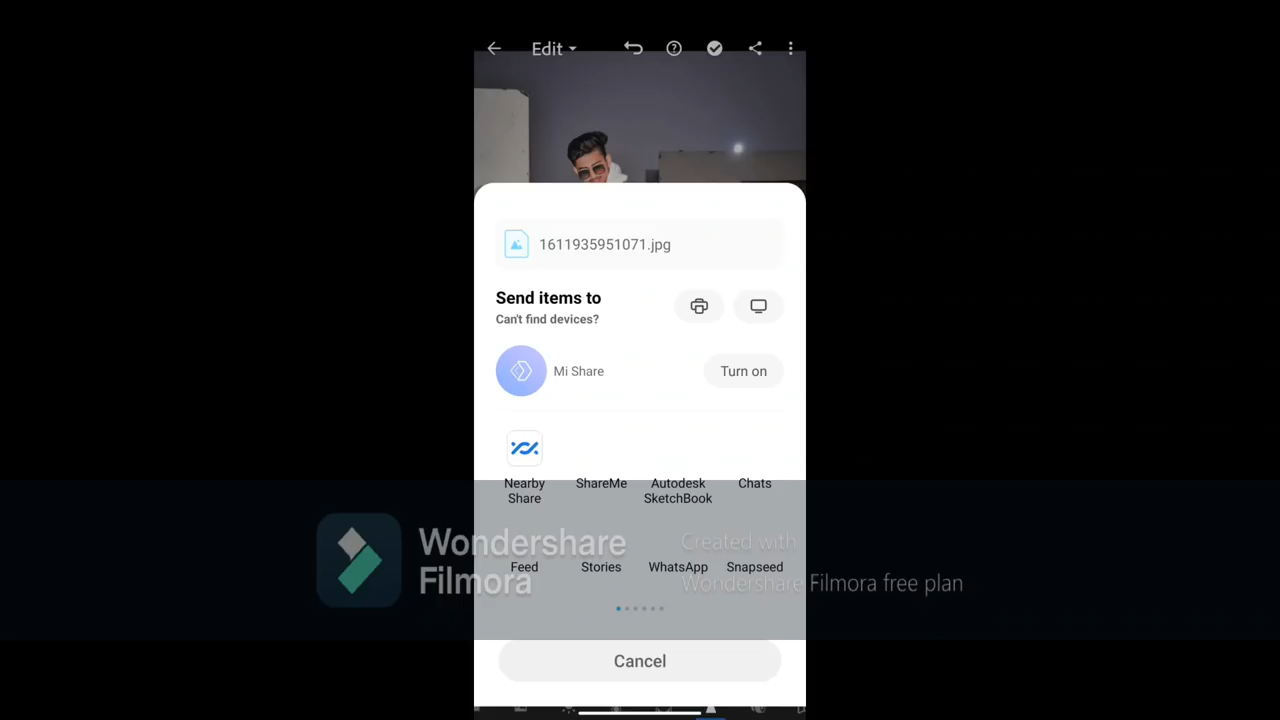 Edit
1611935951071.jpg
Send items to
Can't find devices?
Mi Share
Turn on
Nearby
Share
ShareMe
Autodesk
SketchBook
Chats
Feed
Stories
WhatsApp
Snapseed
Wondershare
Filmora
Created with
Wondershare Filmora free plan
Cancel